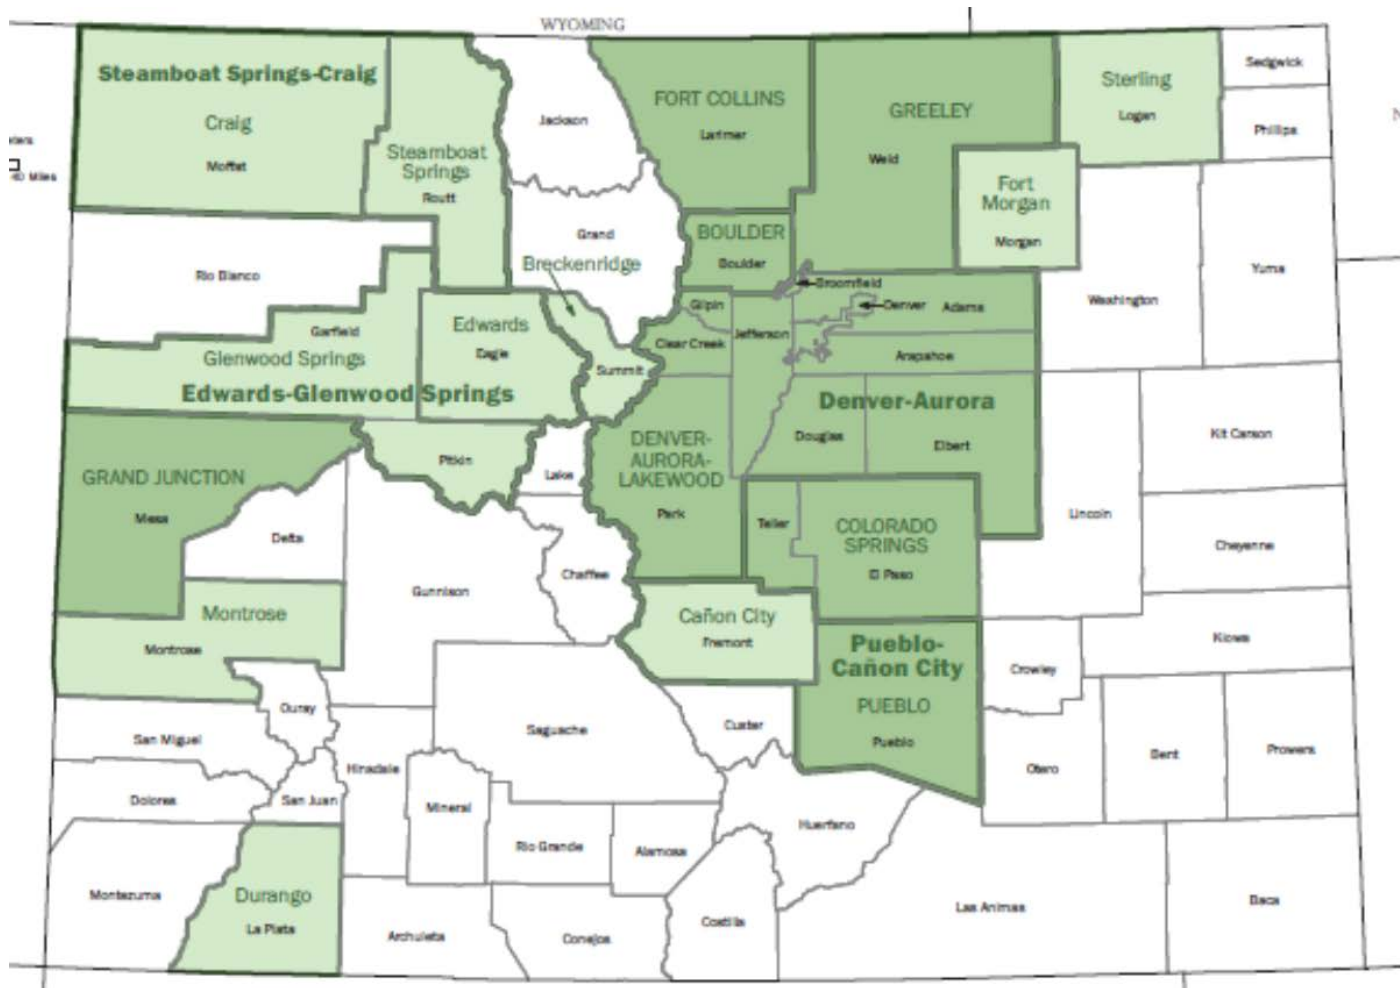 WYOMING
Steamboat Springs-Craig
Craig
Moffat
Steamboat
Springs
Routt
Jackson
FORT COLLINS
Larimer
GREELEY
Weld
Sterling
Logan
Sedgwick
Phillips
N
40 Miles
Fort
Morgan
Morgan
Rio Blanco
Grand
Breckenridge
BOULDER
Boulder
Broomfield
Denver
Adams
Washington
Yuma
Garfield
Glenwood Springs
Edwards-Glenwood Springs
Edwards
Eagle
Summit
Gilpin
Clear Creek
Jefferson
Arapahoe
Denver-Aurora
Douglas
Elbert
Kit Carson
GRAND JUNCTION
Mesa
Pitkin
Lake
DENVER-
AURORA-
LAKEWOOD
Park
Teller
COLORADO
SPRINGS
El Paso
Lincoln
Cheyenne
Delta
Gunnison
Chaffee
Montrose
Montrose
Cañon City
Fremont
Pueblo-
Cañon City
PUEBLO
Pueblo
Crowley
Kiowa
Ouray
San Miguel
Saguache
Custer
Otero
Bent
Prowers
Hinsdale
Dolores
San Juan
Mineral
Rio Grande
Alamosa
Huerfano
Montezuma
Durango
La Plata
Archuleta
Conejos
Costilla
Las Animas
Baca